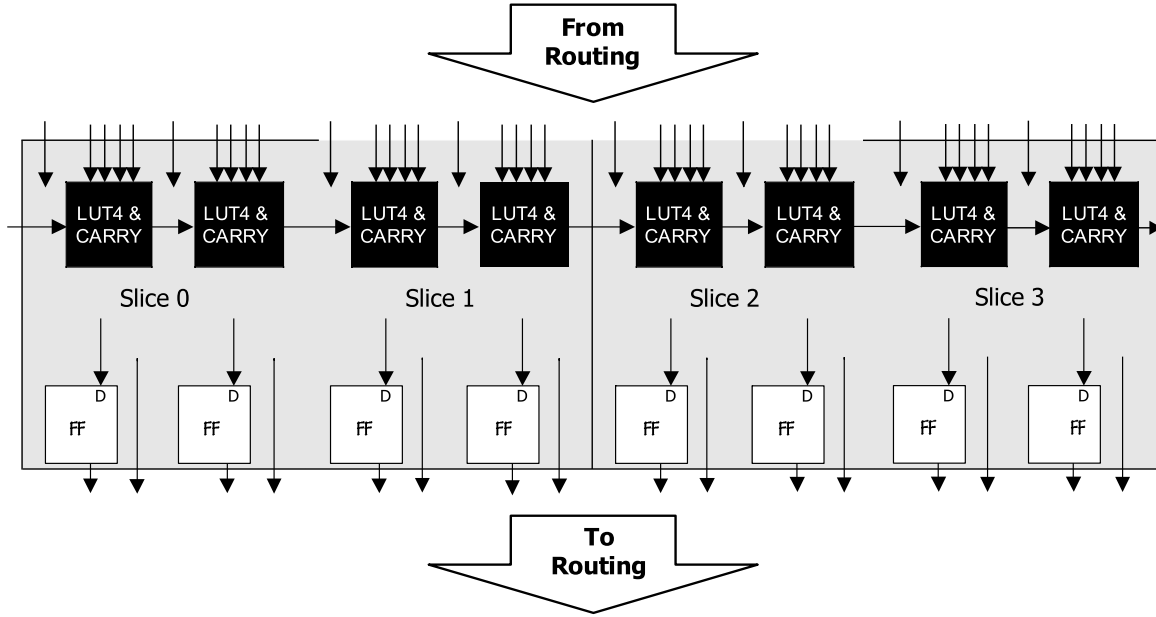 From
Routing
LUT4 &
CARRY
LUT4 &
CARRY
LUT4 &
CARRY
LUT4 &
CARRY
LUT4 &
CARRY
LUT4 &
CARRY
LUT4 &
CARRY
LUT4 &
CARRY
Slice 0
Slice 1
Slice 2
Slice 3
D
FF
D
FF
D
FF
D
FF
D
FF
D
FF
D
FF
D
FF
To
Routing